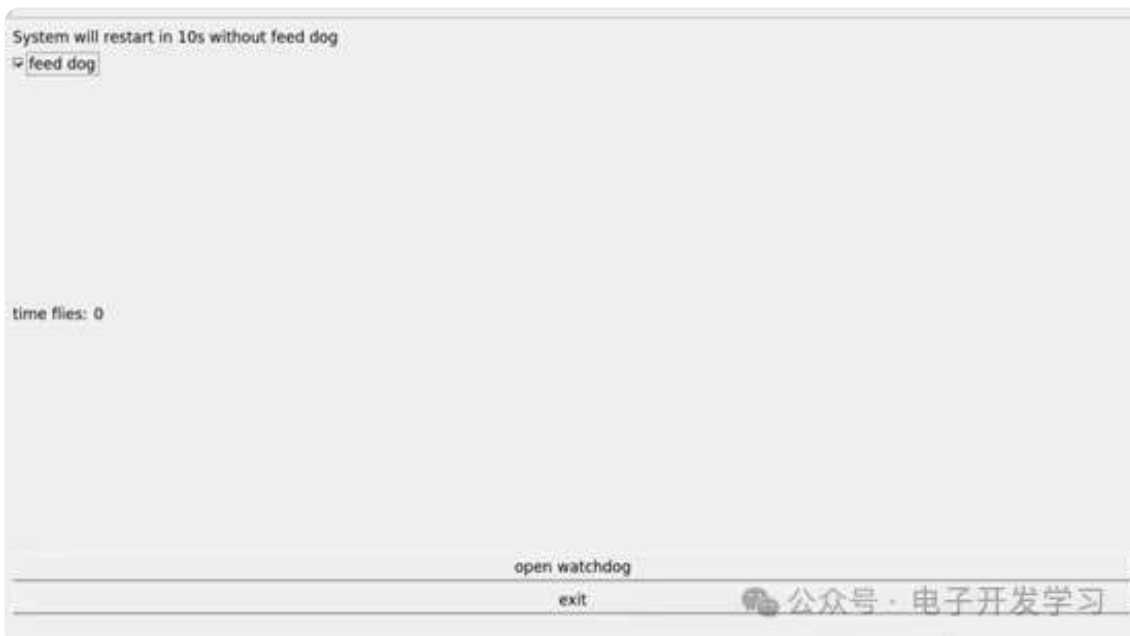 System will restart in 10s without feed dog
feed dog
time flies: 0
open watchdog
exit
公众号 · 电子开发学习